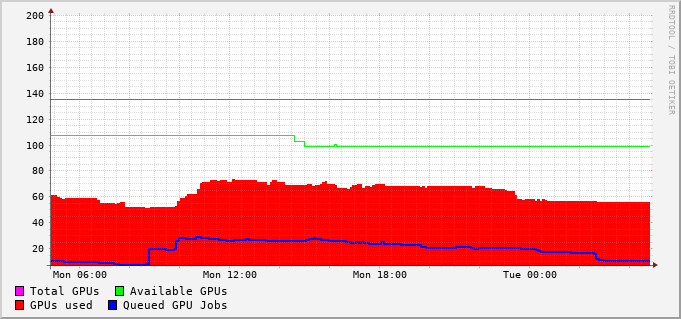 200
180
160
140
120
100
80
60
40
20
Mon 06:00 Mon 12:00 Mon 18:00 Tue 00:00
Total GPUs Available GPUs
GPUs used Queued GPU Jobs
RRDTOOL / TOBI OETIKER